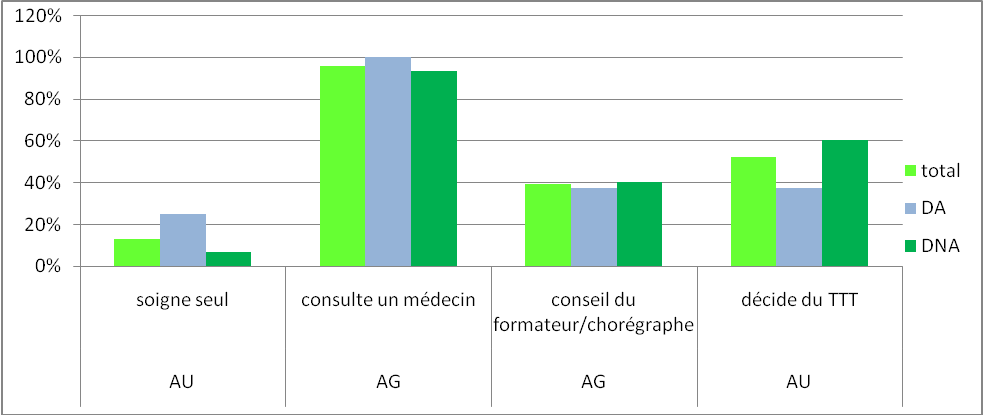 120%
100%
80%
60%
40%
20%
0%
soigne seul
consulte un médecin
conseil du
formateur/chorégraphe
décide du TTT
AU
AG
AG
AU
total
DA
DNA